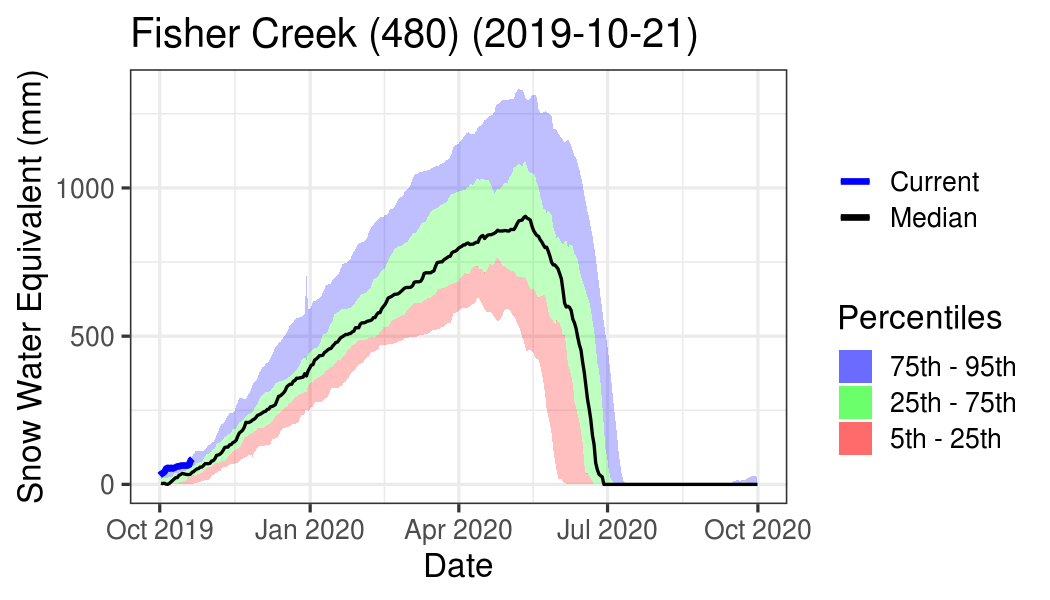 Fisher Creek (480) (2019-10-21)
Snow Water Equivalent (mm)
1000
500
0
Oct 2019
Jan 2020
Apr 2020
Jul 2020
Oct 2020
Date
Current
Median
Percentiles
75th - 95th
25th - 75th
5th - 25th